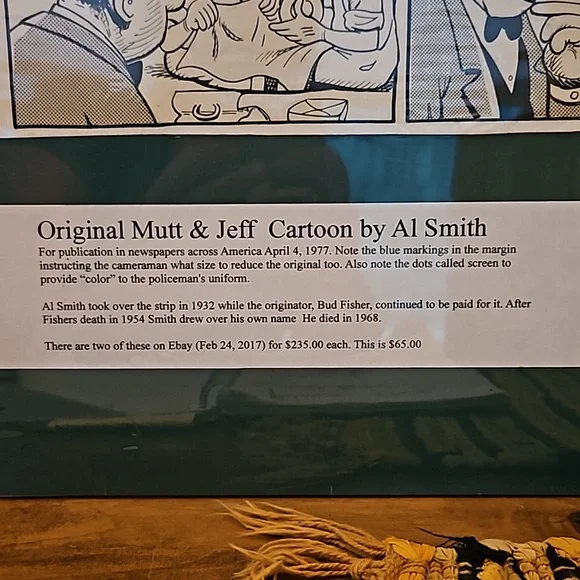 Original Mutt & Jeff Cartoon by Al Smith
For publication in newspapers across America April 4, 1977. Note the blue markings in the margin
instructing the cameraman what size to reduce the original too. Also note the dots called screen to
provide “color” to the policeman's uniform.
Al Smith took over the strip in 1932 while the originator, Bud Fisher, continued to be paid for it. After
Fishers death in 1954 Smith drew over his own name He died in 1968.
There are two of these on Ebay (Feb 24, 2017) for $235.00 each. This is $65.00